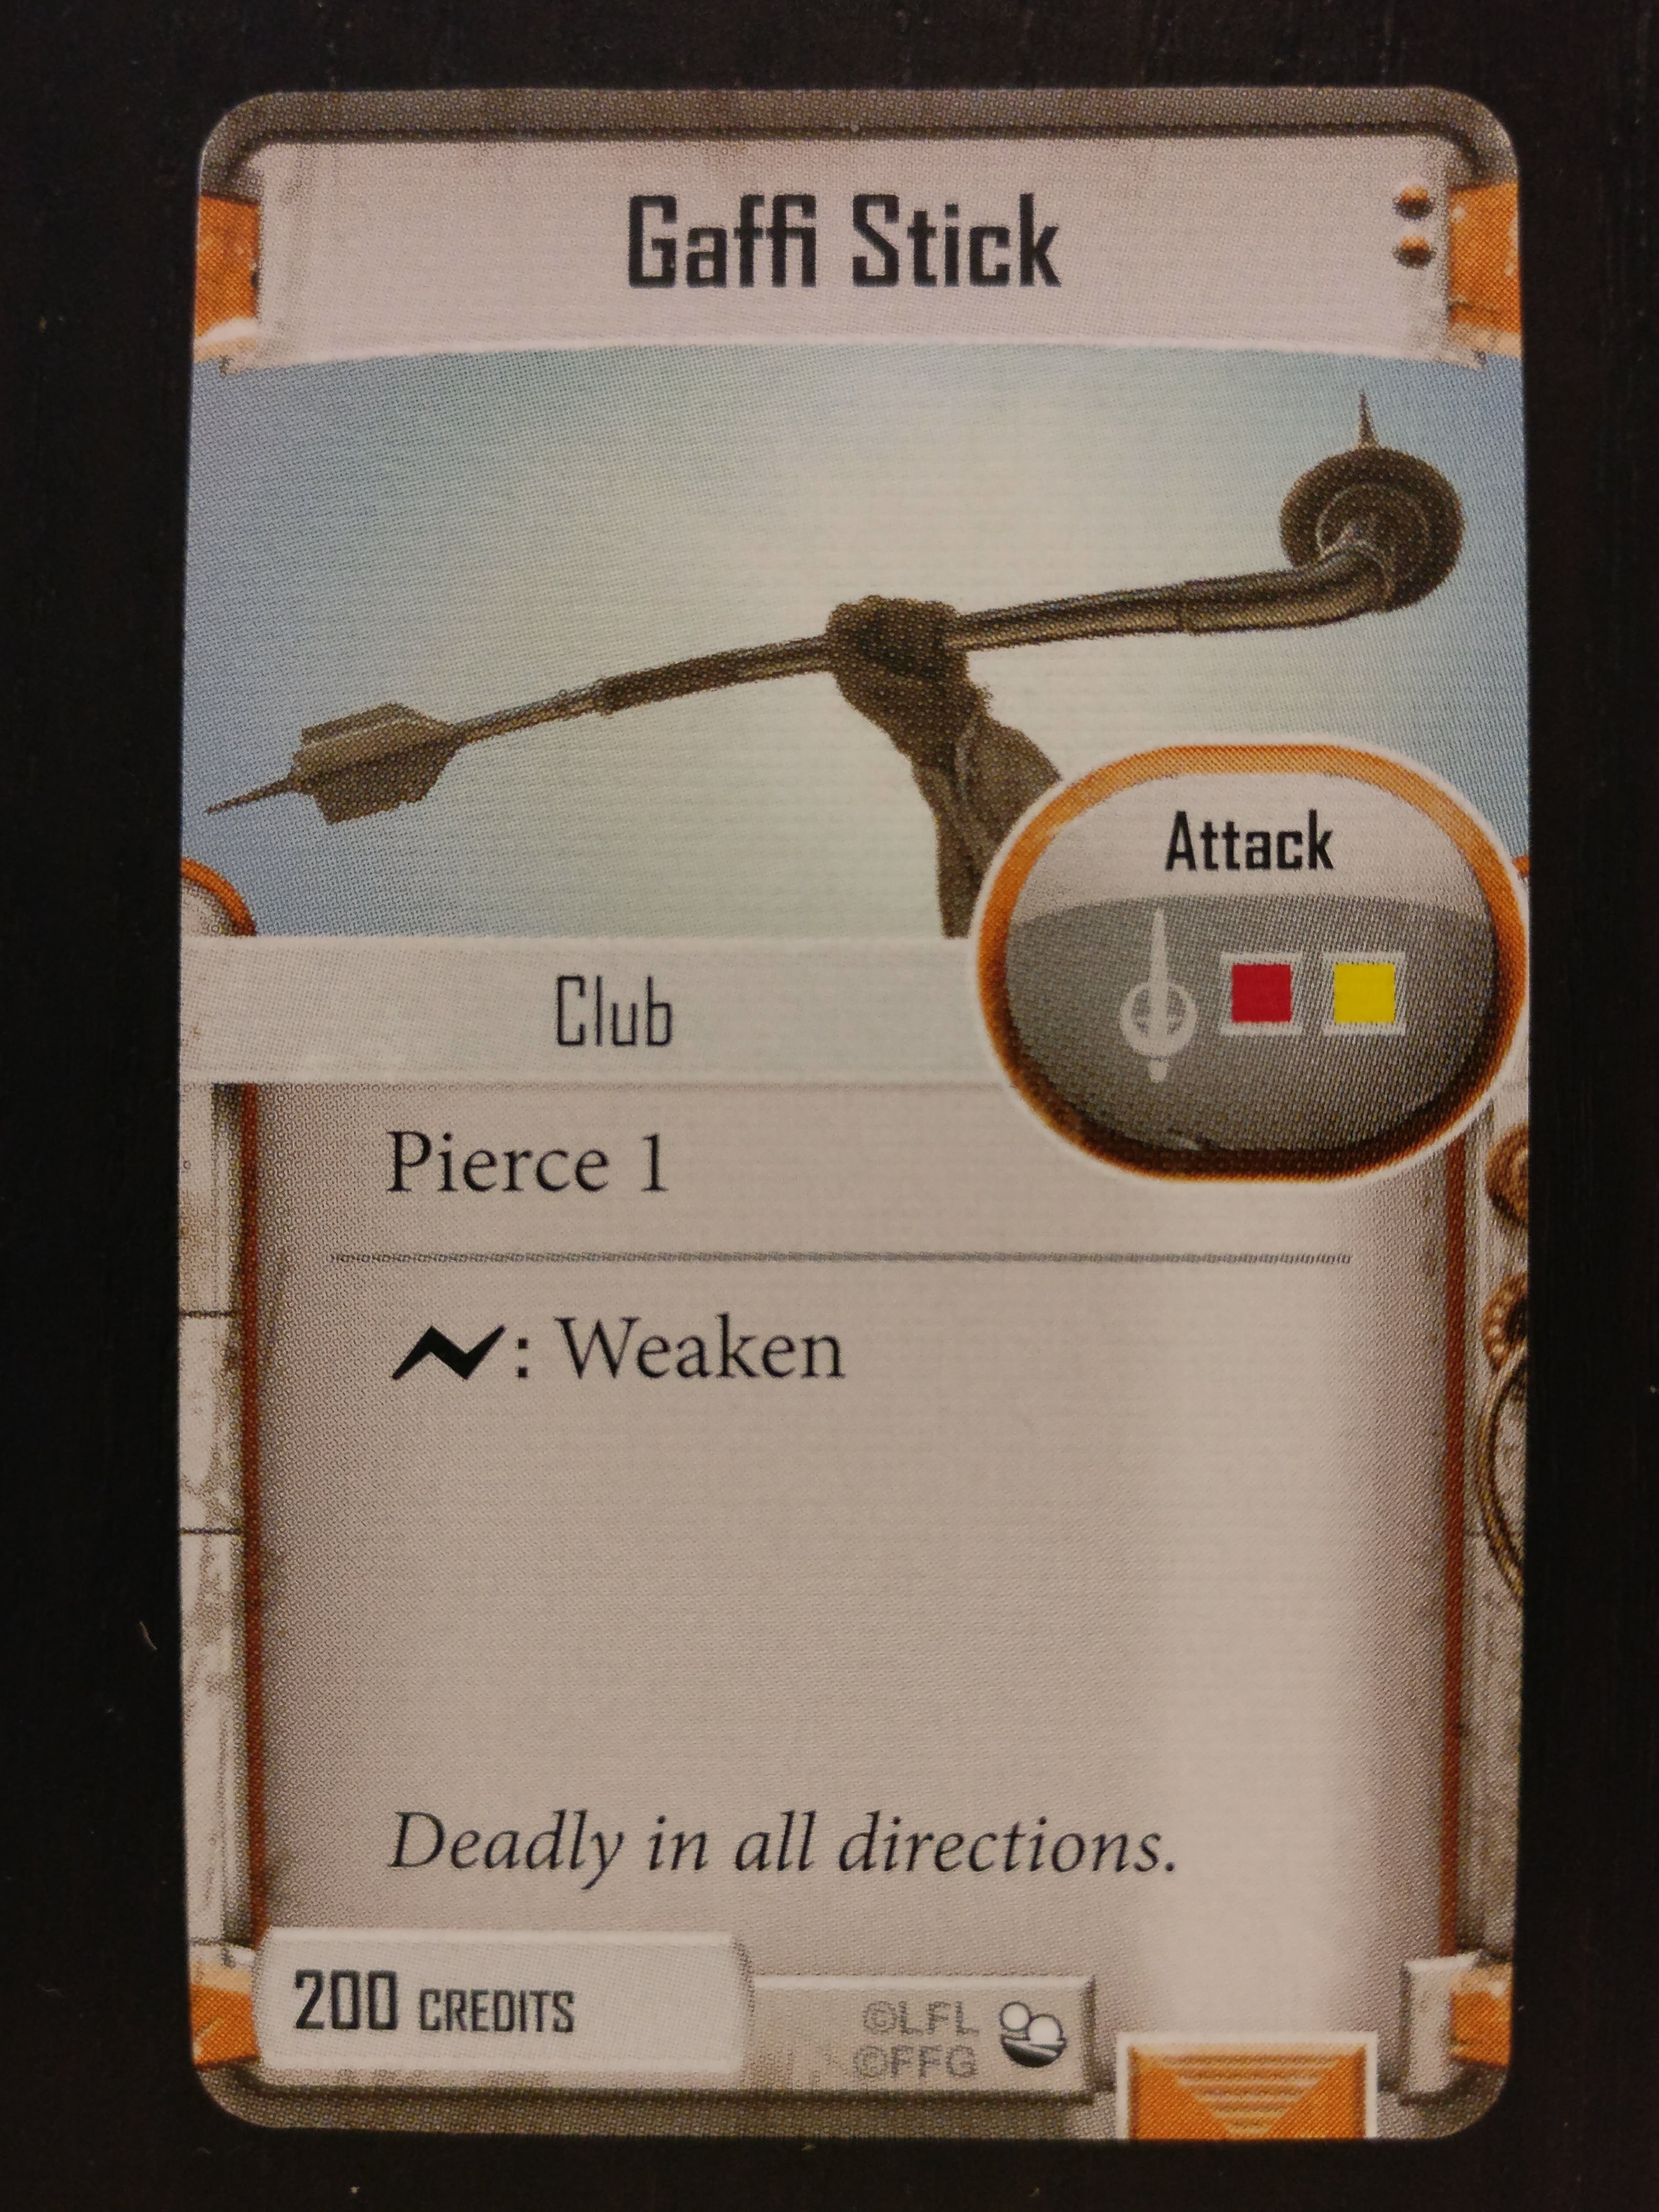 Gaffi Stick
Attack
Club
Pierce 1
: Weaken
Deadly in all directions.
200 CREDITS
©LFL
©FFG